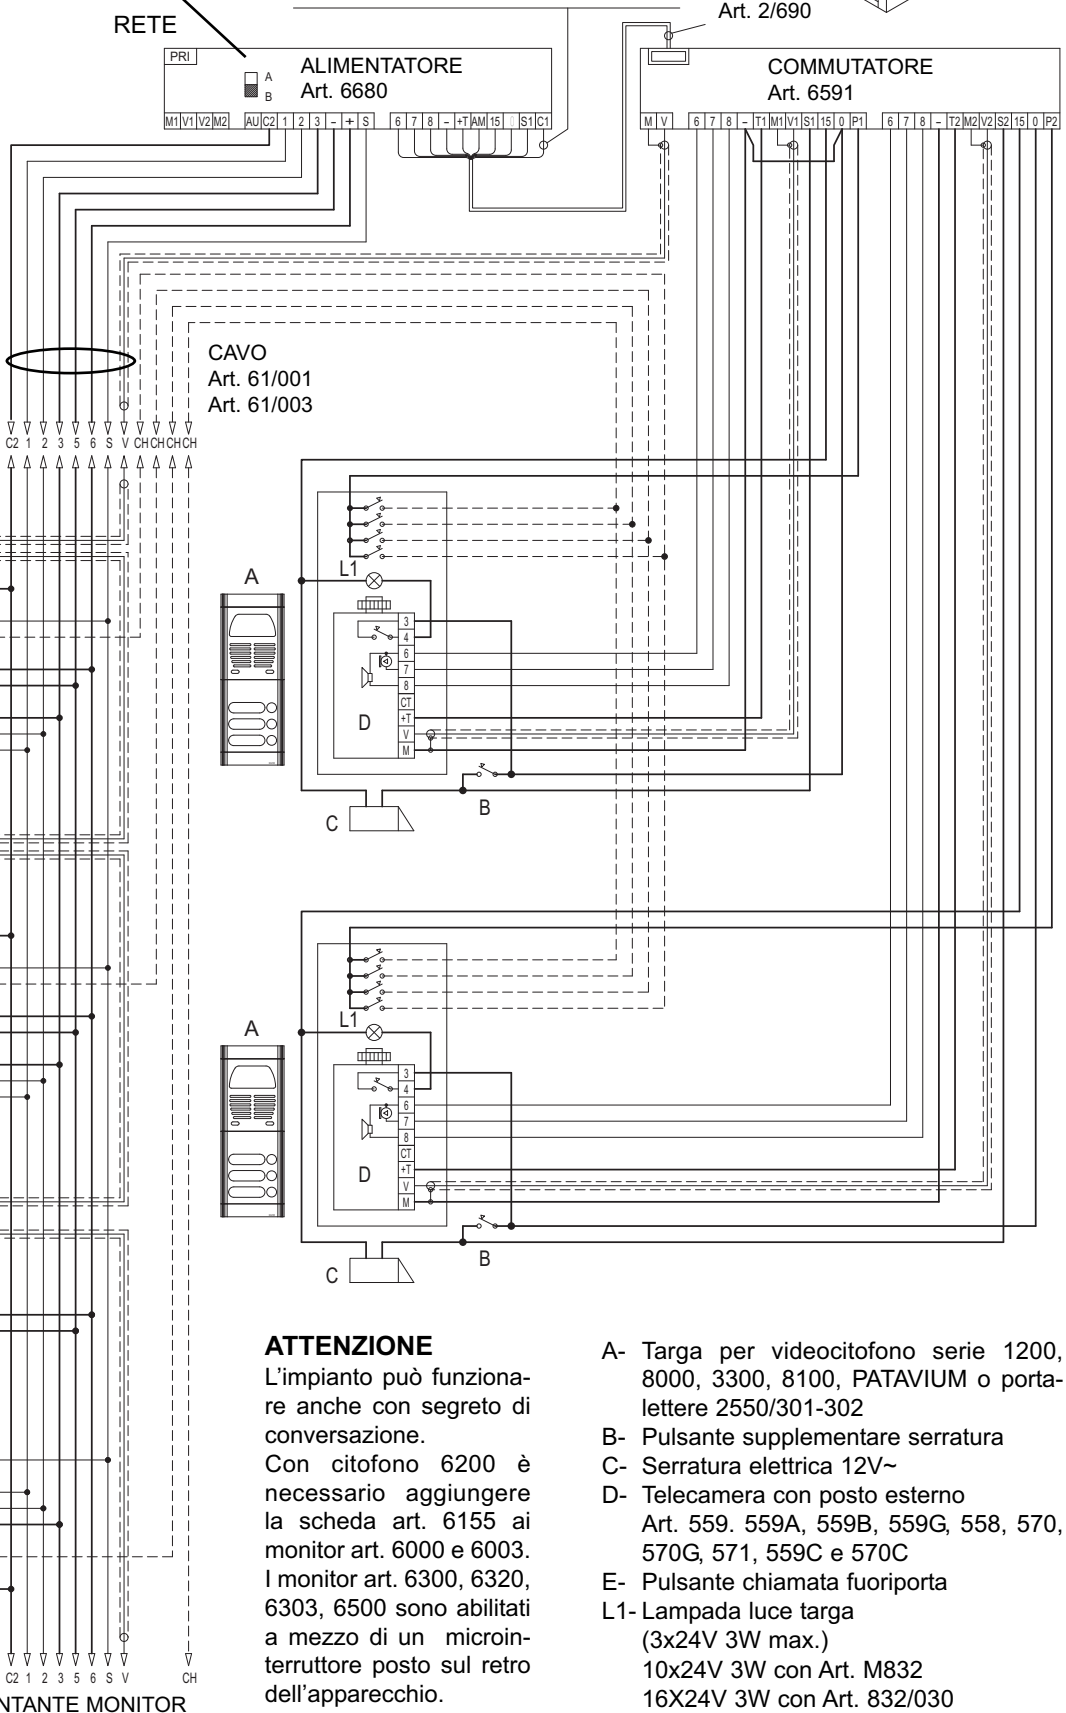 Art. 2/690
RETE
PRI
A
B
ALIMENTATORE
Art. 6680
COMMUTATORE
Art. 6591
M1 V1 V2 M2 AU C2 1 2 3 – + S 6 7 8 – +T AM 15 0 S1 C1
M V 6 7 8 – T1 M1 V1 S1 15 0 P1 6 7 8 – T2 M2 V2 S2 15 0 P2
CAVO
Art. 61/001
Art. 61/003
C2 1 2 3 5 6 S V CH CH CH CH
A
L1
3
4
6
7
8
CT
+T
V
M
D
B
C
A
L1
3
4
6
7
8
CT
+T
V
M
D
B
C
ATTENZIONE
L'impianto può funziona-
re anche con segreto di
conversazione.
Con citofono 6200 è
necessario aggiungere
la scheda art. 6155 ai
monitor art. 6000 e 6003.
I monitor art. 6300, 6320,
6303, 6500 sono abilitati
a mezzo di un microin-
terruttore posto sul retro
dell'apparecchio.
A- Targa per videocitofono serie 1200,
8000, 3300, 8100, PATAVIUM o porta-
lettere 2550/301-302
B- Pulsante supplementare serratura
C- Serratura elettrica 12V~
D- Telecamera con posto esterno
Art. 559. 559A, 559B, 559G, 558, 570,
570G, 571, 559C e 570C
E- Pulsante chiamata fuoriporta
L1- Lampada luce targa
(3x24V 3W max.)
10x24V 3W con Art. M832
16X24V 3W con Art. 832/030
C2 1 2 3 5 6 S V CH
NTANTE MONITOR